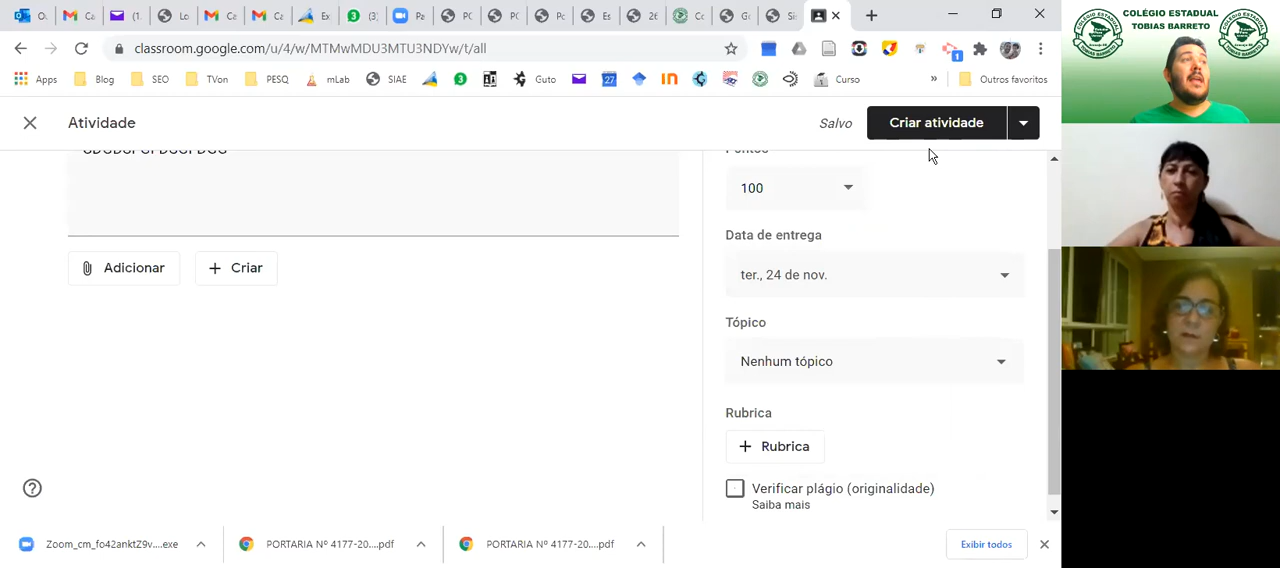 classroom.google.com/u/4/w/MTMwMDU3MTU3NDYw/t/all
Apps Blog SEO TVon PESQ mLab SIAE 3 Guto 27 Curso » Outros favoritos
Atividade Salvo Criar atividade
100
Data de entrega
ter., 24 de nov.
Adicionar Criar
Tópico
Nenhum tópico
Rubrica
Rubrica
Verificar plágio (originalidade)
Saiba mais
Zoom_cm_fo42anktZ9v....exe PORTARIA Nº 4177-20....pdf PORTARIA Nº 4177-20....pdf Exibir todos
COLÉGIO ESTADUAL
TOBIAS BARRETO